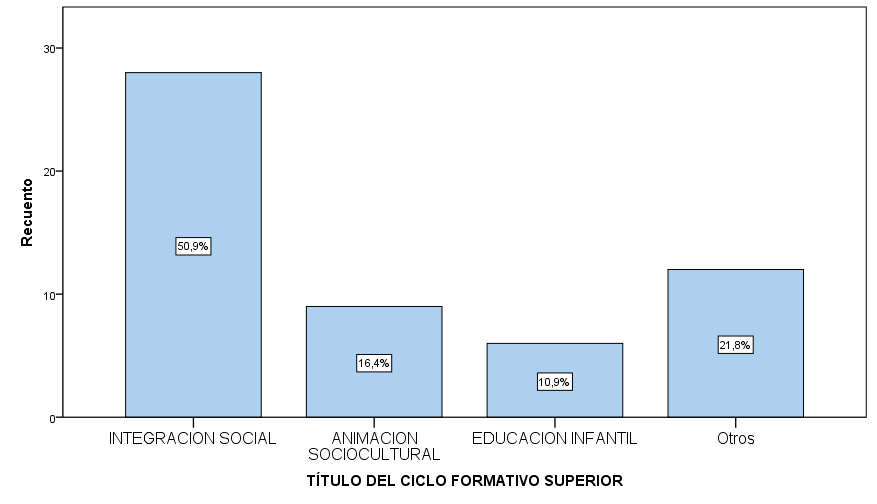 Recuento
30
20
10
0
50,9%
16,4%
10,9%
21,8%
INTEGRACION SOCIAL
ANIMACION
SOCIOCULTURAL
EDUCACION INFANTIL
Otros
TÍTULO DEL CICLO FORMATIVO SUPERIOR